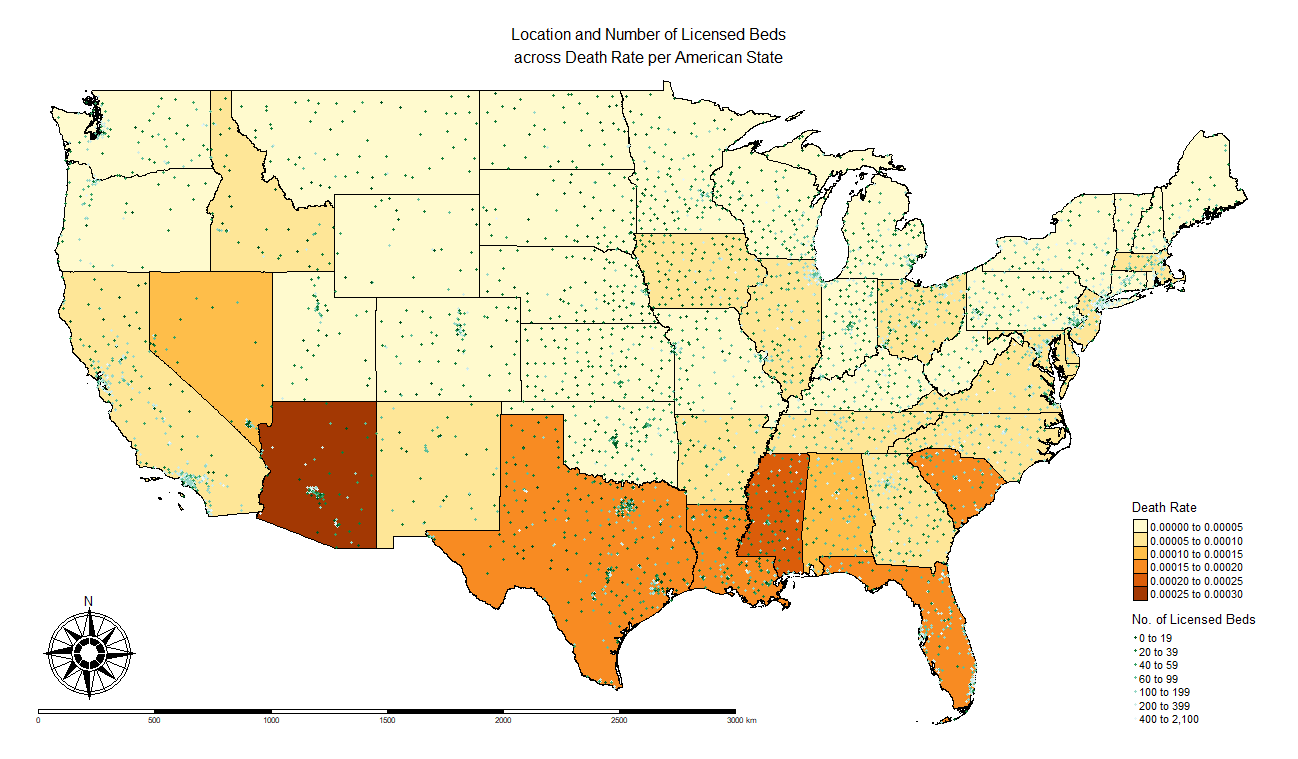 Location and Number of Licensed Beds
across Death Rate per American State
Death Rate
0.00000 to 0.00005
0.00005 to 0.00010
0.00010 to 0.00015
0.00015 to 0.00020
0.00020 to 0.00025
0.00025 to 0.00030
No. of Licensed Beds
0 to 19
20 to 39
40 to 59
60 to 99
100 to 199
200 to 399
400 to 2,100
N
0 500 1000 1500 2000 2500 3000 km